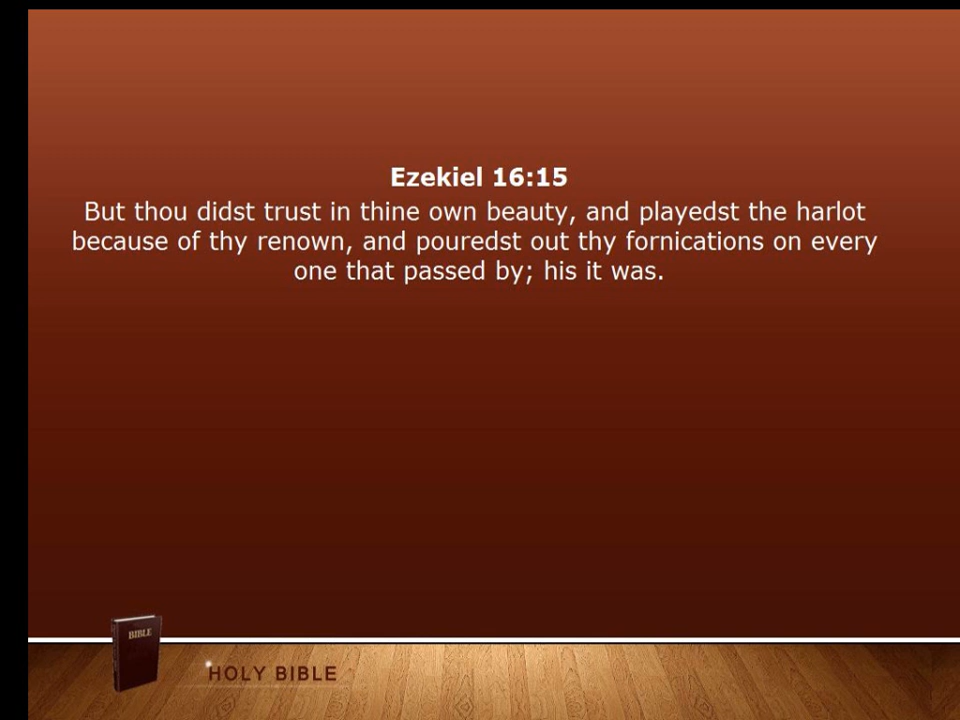 Ezekiel 16:15
But thou didst trust in thine own beauty, and playedst the harlot
because of thy renown, and pouredst out thy fornications on every
one that passed by; his it was.
BIBLE
HOLY BIBLE